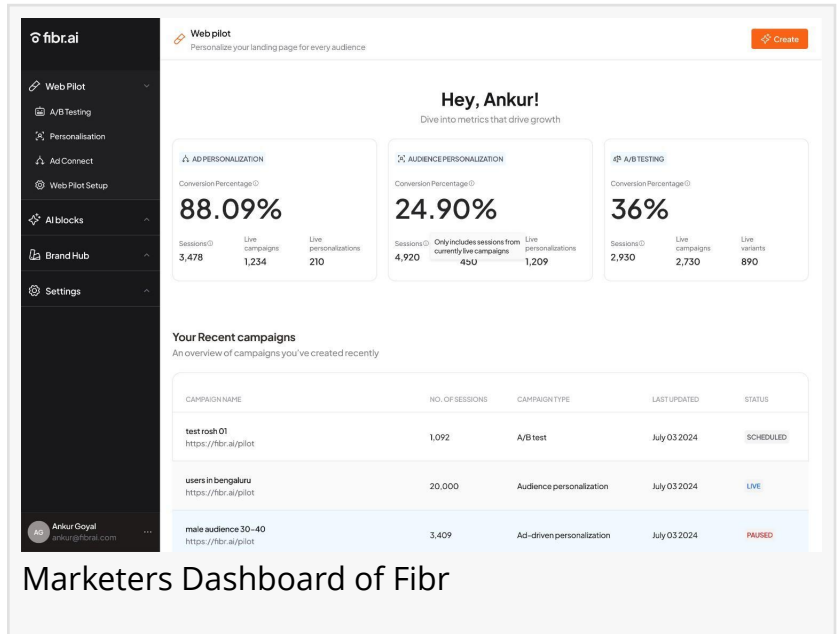 fibr.ai
Web pilot
Personalize your landing page for every audience
Create
Web Pilot
A/B Testing
Personalisation
Ad Connect
Web Pilot Setup
AI blocks
Brand Hub
Settings
AG
Ankur Goyal
ankur@fibrai.com
Hey, Ankur!
Dive into metrics that drive growth
AD PERSONALIZATION
Conversion Percentage
88.09%
Sessions
3,478
Live campaigns
1,234
Live personalizations
210
AUDIENCE PERSONALIZATION
Conversion Percentage
24.90%
Sessions
4,920
Only includes sessions from
currently live campaigns
450
Live personalizations
1,209
A/B TESTING
Conversion Percentage
36%
Sessions
2,930
Live campaigns
2,730
Live variants
890
Your Recent campaigns
An overview of campaigns you've created recently
CAMPAIGN NAME NO. OF SESSIONS CAMPAIGN TYPE LAST UPDATED STATUS
test rosh 01
https://fibr.ai/pilot
1,092 A/B test July 03 2024 SCHEDULED
users in bengaluru
https://fibr.ai/pilot
20,000 Audience personalization July 03 2024 LIVE
male audience 30-40
https://fibr.ai/pilot
3,409 Ad-driven personalization July 03 2024 PAUSED
Marketers Dashboard of Fibr